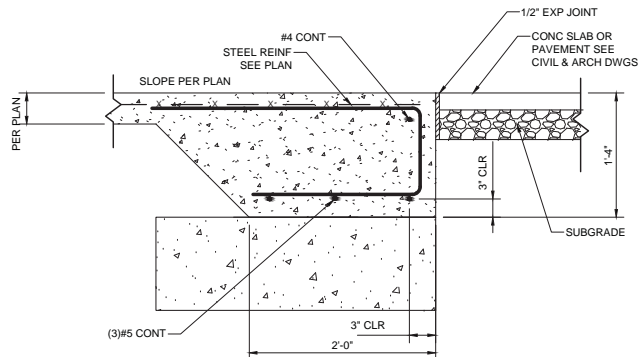 1/2" EXP JOINT
#4 CONT
CONC SLAB OR
PAVEMENT SEE
CIVIL & ARCH DWGS
STEEL REINF
SEE PLAN
SLOPE PER PLAN
PER PLAN
X X X X
3" CLR
1'-4"
SUBGRADE
(3)#5 CONT
3" CLR
2'-0"